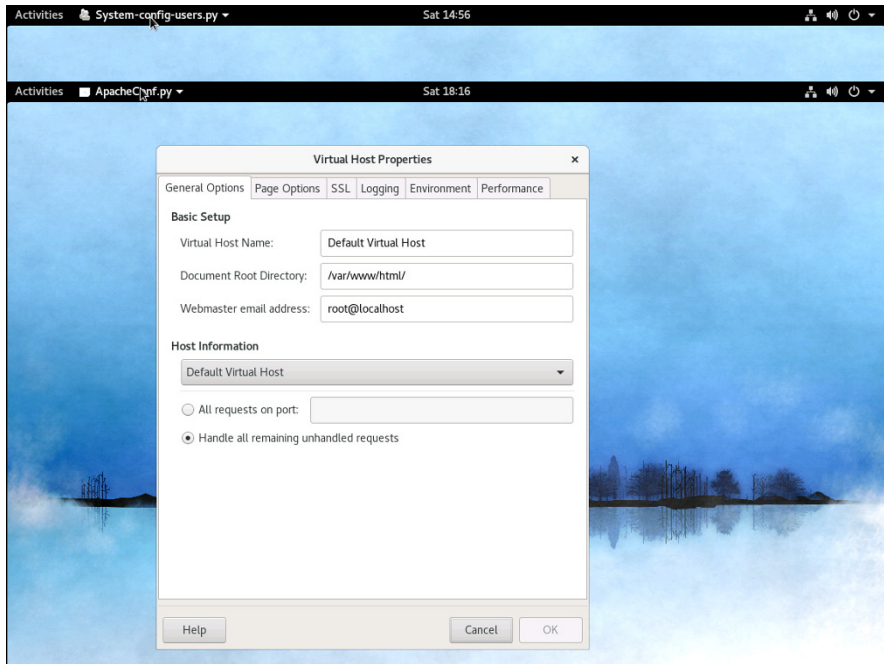 Activities System-config-users.py Sat 14:56
Activities ApacheConf.py Sat 18:16
Virtual Host Properties
General Options Page Options SSL Logging Environment Performance
Basic Setup
Virtual Host Name: Default Virtual Host
Document Root Directory: /var/www/html/
Webmaster email address: root@localhost
Host Information
Default Virtual Host
All requests on port:
Handle all remaining unhandled requests
Help Cancel OK